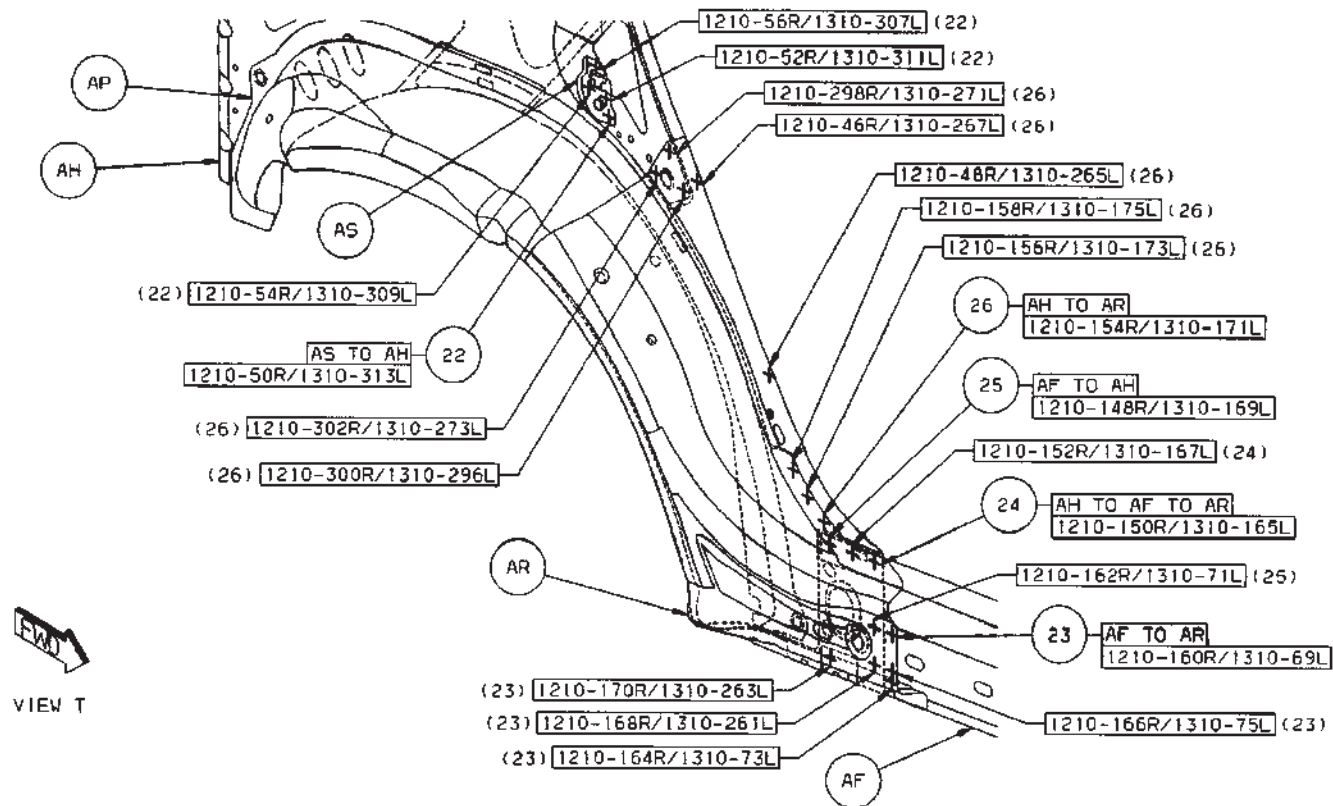 1210-56R/1310-307L (22)
1210-52R/1310-311L (22)
1210-298R/1310-271L (26)
1210-46R/1310-267L (26)
AP
AH
AS
1210-48R/1310-265L (26)
1210-158R/1310-175L (26)
1210-156R/1310-173L (26)
(22) 1210-54R/1310-309L
26 AH TO AR
1210-154R/1310-171L
AS TO AH 22
1210-50R/1310-313L
25 AF TO AH
1210-148R/1310-169L
(26) 1210-302R/1310-273L
1210-152R/1310-167L (24)
(26) 1210-300R/1310-296L
24 AH TO AF TO AR
1210-150R/1310-165L
AR
1210-162R/1310-71L (25)
23 AF TO AR
1210-160R/1310-69L
FWD
VIEW T
(23) 1210-170R/1310-263L
(23) 1210-168R/1310-261L
1210-166R/1310-75L (23)
(23) 1210-164R/1310-73L
AF